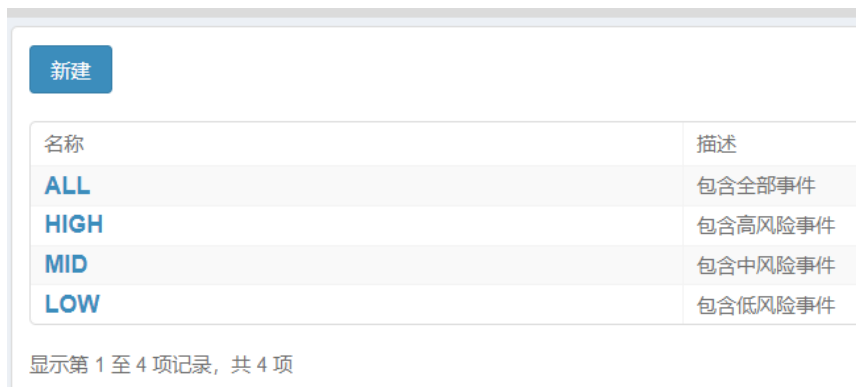 新建
名称 描述
ALL 包含全部事件
HIGH 包含高风险事件
MID 包含中风险事件
LOW 包含低风险事件
显示第 1 至 4 项记录，共 4 项